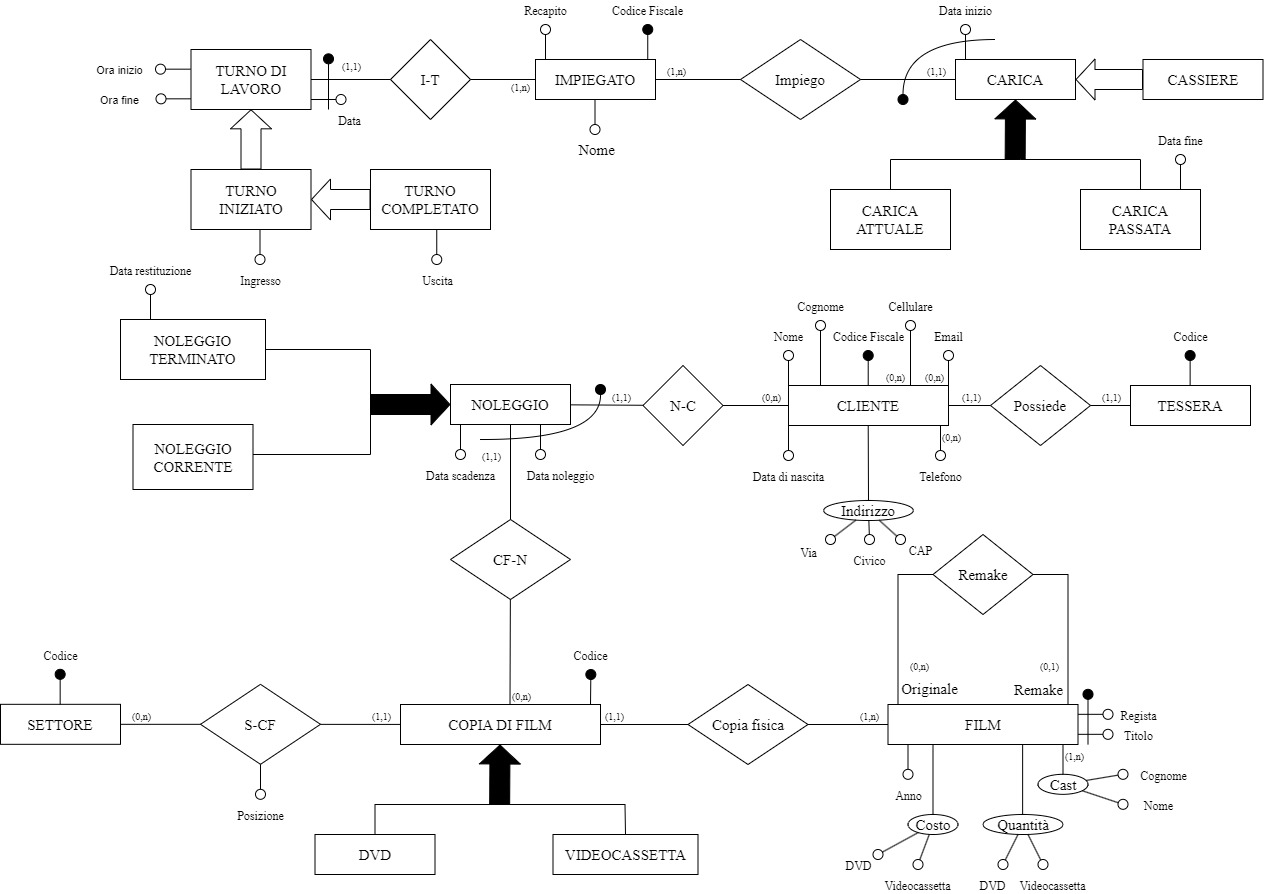 Recapito
Codice Fiscale
Data inizio
Ora inizio
TURNO DI
LAVORO
(1,1)
I-T
(1,n)
IMPIEGATO
(1,n)
Impiego
(1,1)
CARICA
CASSIERE
Ora fine
Data
Nome
Data fine
TURNO
INIZIATO
TURNO
COMPLETATO
CARICA
ATTUALE
CARICA
PASSATA
Ingresso
Uscita
Data restituzione
NOLEGGIO
TERMINATO
Cognome
Cellulare
Nome
Codice Fiscale
Email
Codice
(0,n)
(0,n)
NOLEGGIO
(1,1)
N-C
(0,n)
CLIENTE
(1,1)
Possiede
(1,1)
TESSERA
NOLEGGIO
CORRENTE
(1,1)
(0,n)
Data scadenza
Data noleggio
Data di nascita
Telefono
Indirizzo
Via
Civico
CAP
CF-N
Remake
Codice
Codice
(0,n)
(0,1)
Originale
Remake
(0,n)
SETTORE
(0,n)
S-CF
(1,1)
COPIA DI FILM
(1,1)
Copia fisica
(1,n)
FILM
Regista
Titolo
(1,n)
Posizione
Anno
Cast
Cognome
Nome
Costo
Quantità
DVD
VIDEOCASSETTA
DVD
Videocassetta
DVD
Videocassetta